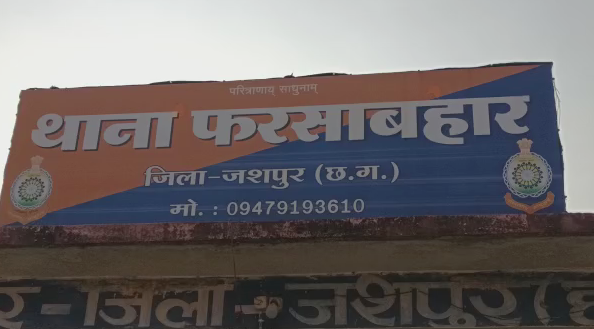 परित्राणाय् साधुनाम्
थाना फरसाबहार
जिला-जशपुर (छ.ग.)
मो. : 09479193610
र-जिला-जशपुर(छ